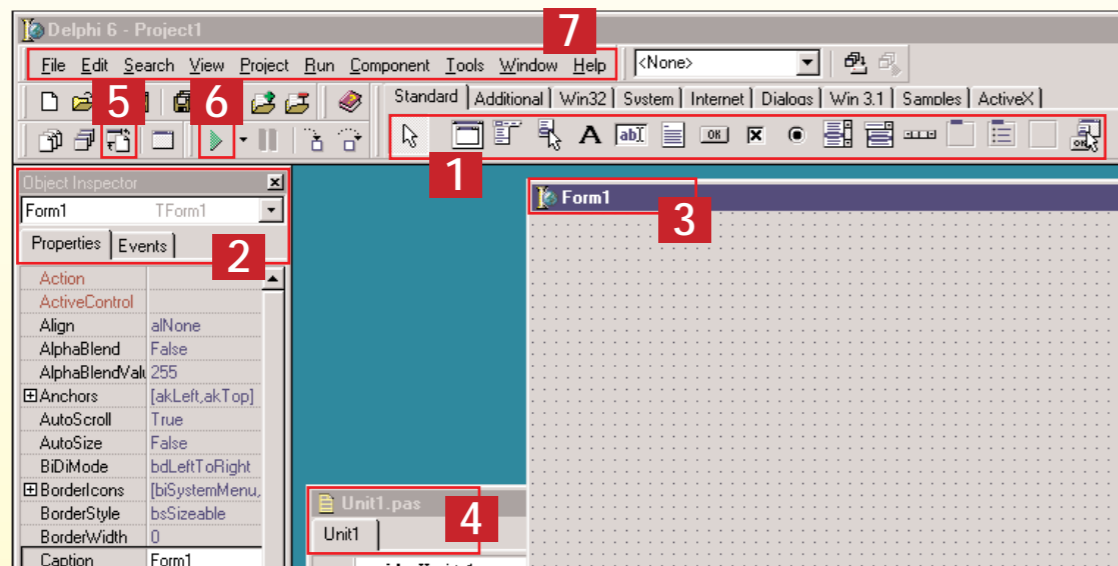 Delphi 6 - Project1
7
File Edit Search View Project Run Component Tools Window Help
<None>
5
6
Standard Additional Win32 System Internet Dialogs Win 3.1 Samples ActiveX
A ab OK
OK
1
Object Inspector
Form1 TForm1
Properties Events
2
Form1
3
Action
ActiveControl
Align alNone
AlphaBlend False
AlphaBlendValu 255
Anchors [akLeft,akTop]
AutoScroll True
AutoSize False
BiDiMode bdLeftToRight
BorderIcons [biSystemMenu,
BorderStyle bsSizeable
BorderWidth 0
Caption Form1
Unit1.pas
4
Unit1